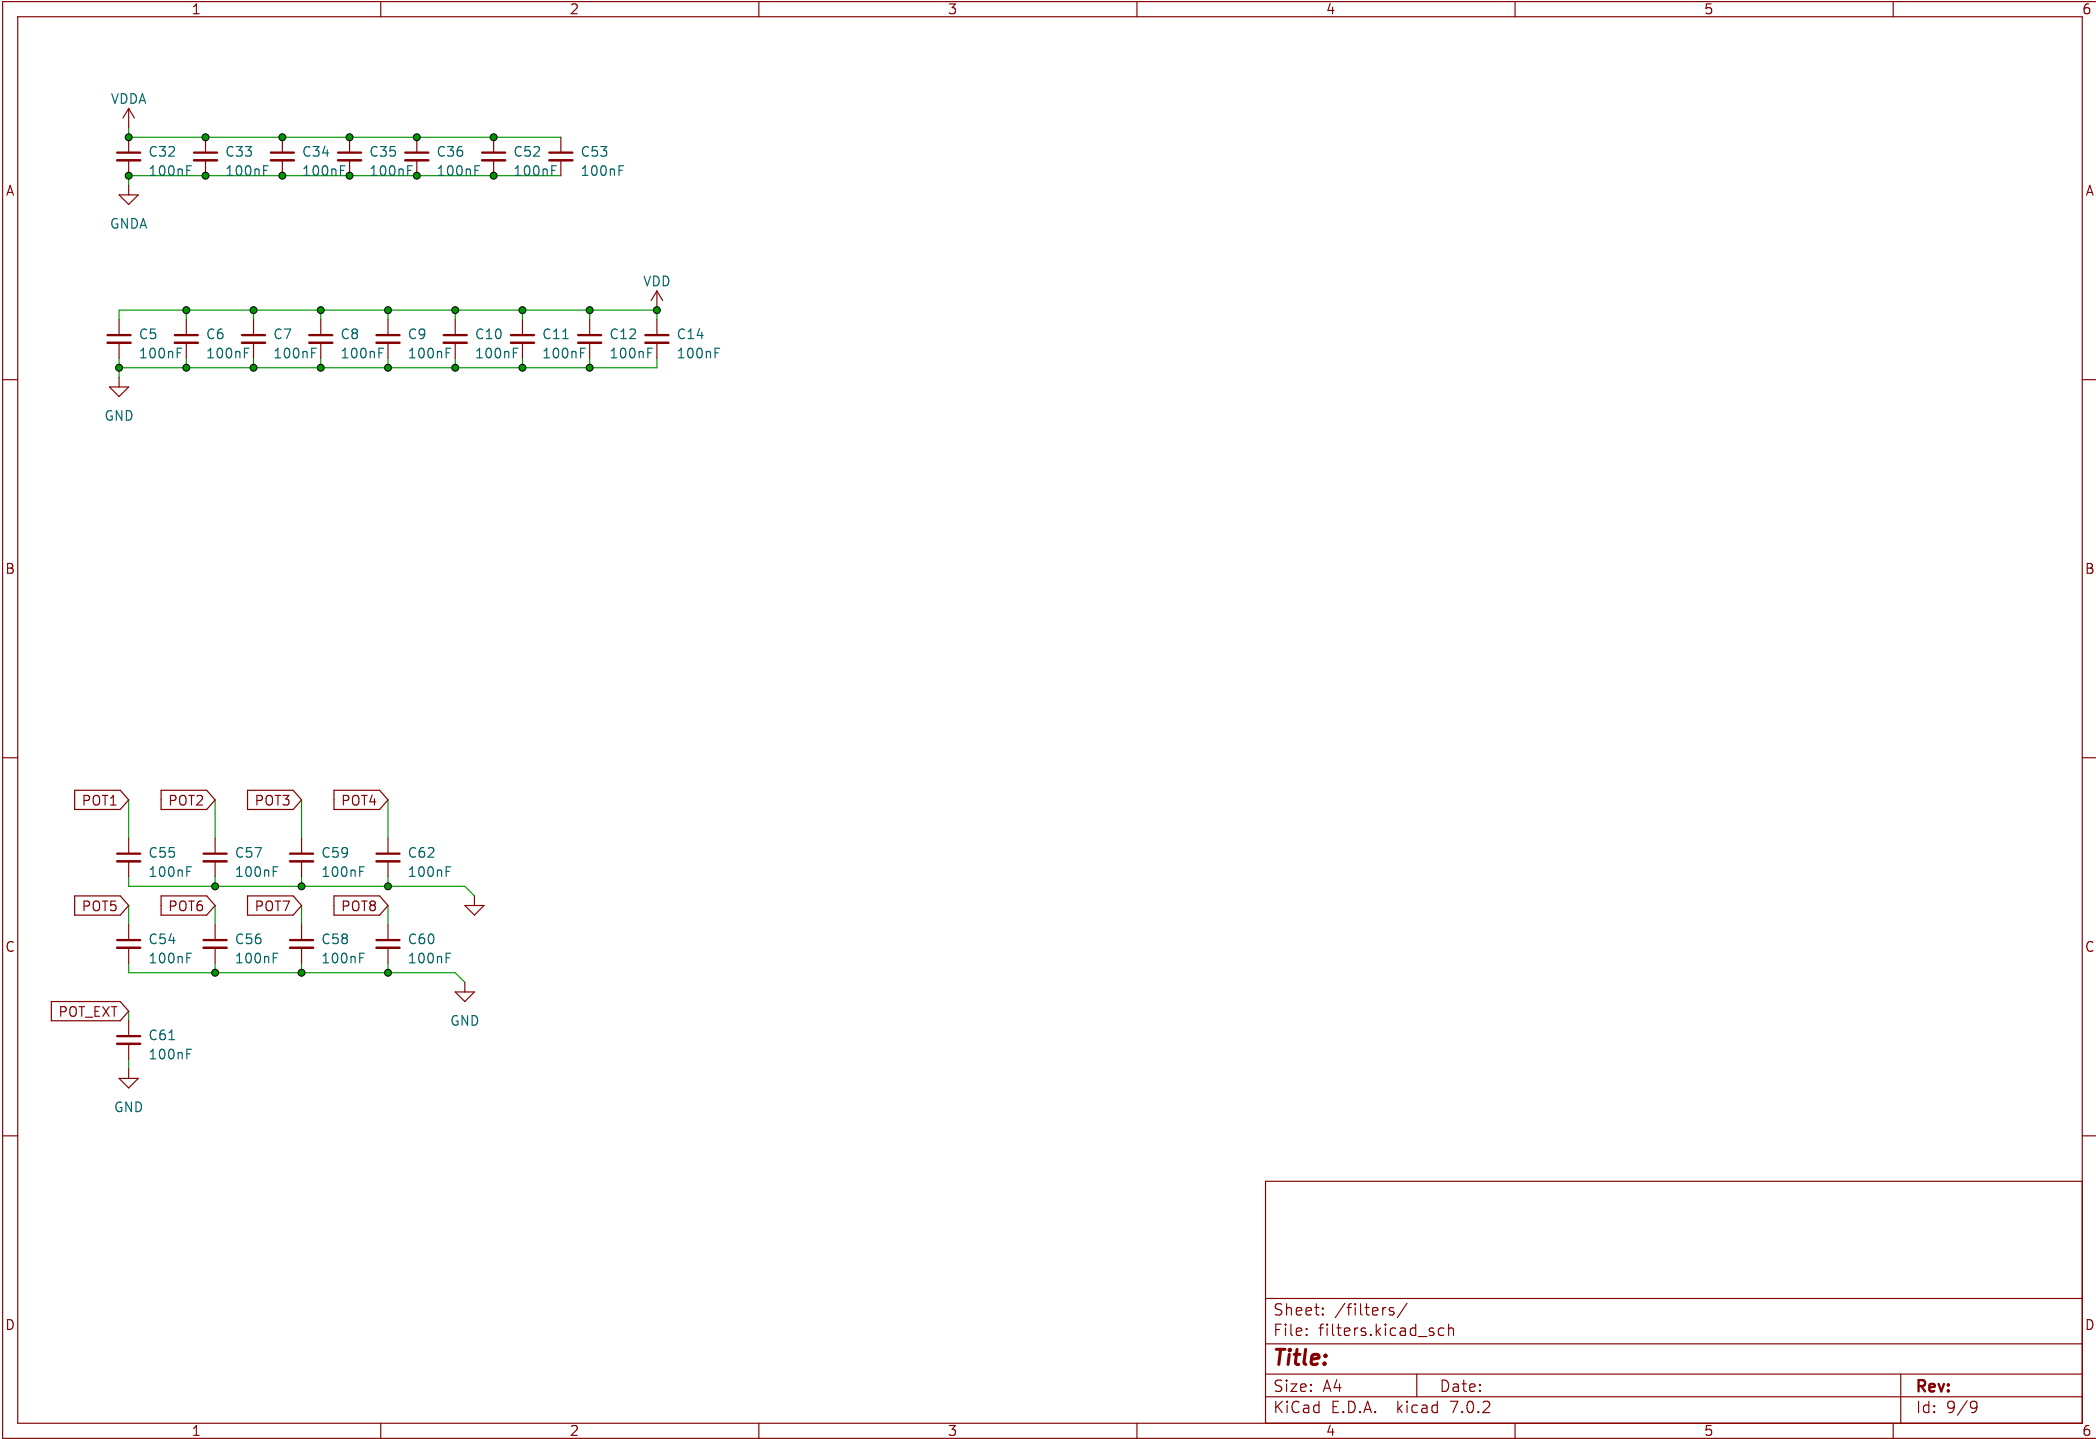 1 2 3 4 5 6
VDDA
C32 C33 C34 C35 C36 C52 C53
100nF 100nF 100nF 100nF 100nF 100nF 100nF
A A
GNDA
VDD
C5 C6 C7 C8 C9 C10 C11 C12 C14
100nF 100nF 100nF 100nF 100nF 100nF 100nF 100nF 100nF
GND
B B
POT1 POT2 POT3 POT4
C55 C57 C59 C62
100nF 100nF 100nF 100nF
POT5 POT6 POT7 POT8
C54 C56 C58 C60
C C
100nF 100nF 100nF 100nF
POT_EXT
GND
C61
100nF
GND
Sheet: /filters/
D D
File: filters.kicad_sch
Title:
Size: A4 Date: Rev:
KiCad E.D.A. kicad 7.0.2 Id: 9/9
1 2 3 4 5 6